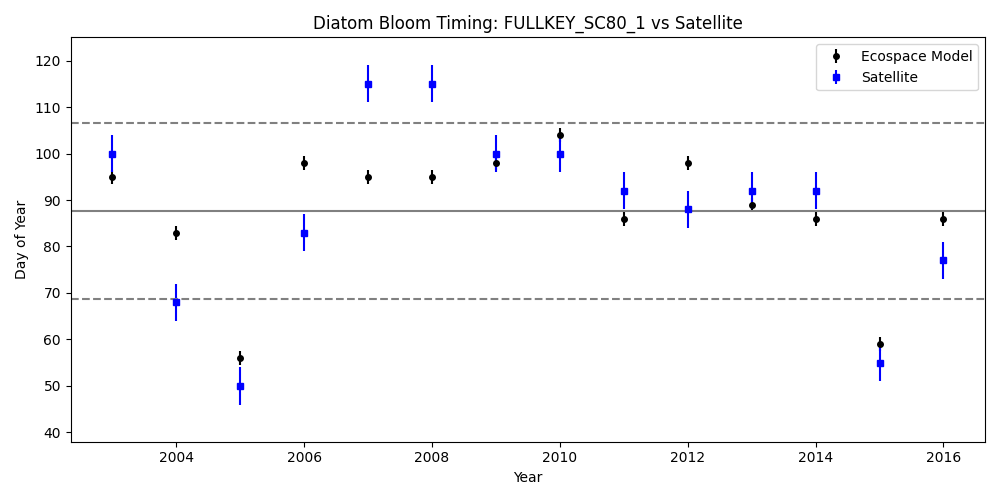 Diatom Bloom Timing: FULLKEY_SC80_1 vs Satellite
Ecospace Model
Satellite
120
110
100
90
80
70
60
50
40
Day of Year
2004 2006 2008 2010 2012 2014 2016
Year